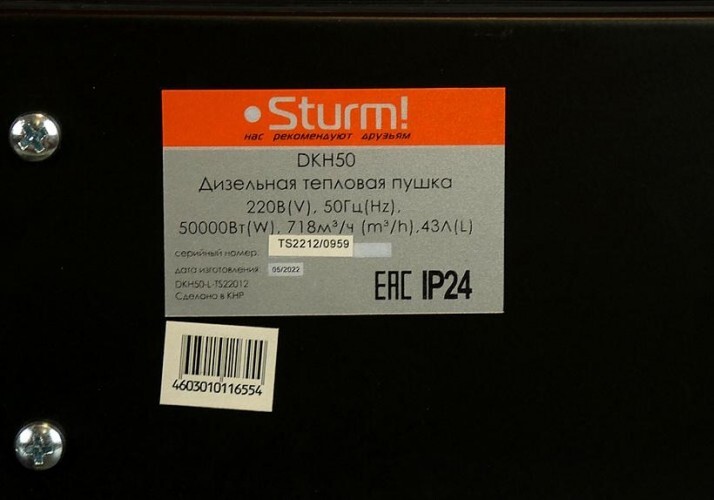 Sturm!
нас рекомендуют друзьям
DKH50
Дизельная тепловая пушка
220В(V), 50Гц(Hz),
50000Вт(W), 718м³/ч (m³/h),43Л(L)
серийный номер: TS2212/0959
дата изготовления 05/2022
DKH50-L-TS22012
Сделано в КНР
EAC IP24
4603010116554